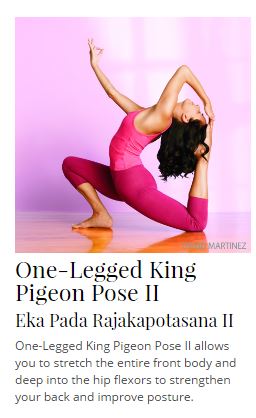 MARTINEZ
One-Legged King
Pigeon Pose II
Eka Pada Rajakapotasana II
One-Legged King Pigeon Pose II allows
you to stretch the entire front body and
deep into the hip flexors to strengthen
your back and improve posture.